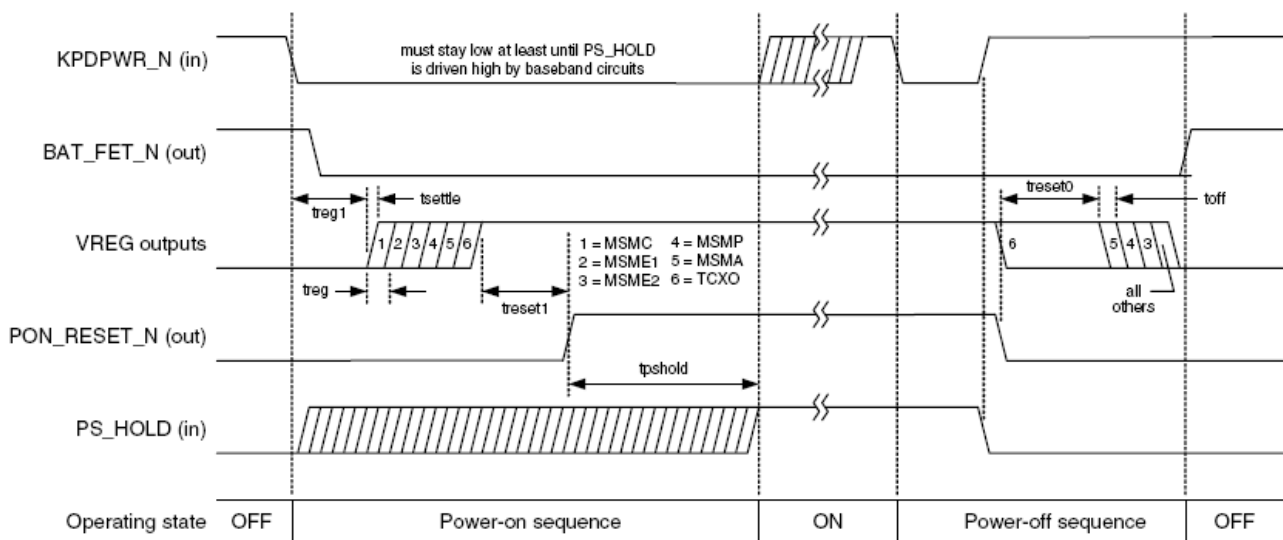 KPDPWR_N (in)
must stay low at least until PS_HOLD
is driven high by baseband circuits
BAT_FET_N (out)
treg1
tsettle
treset0
toff
VREG outputs
1 2 3 4 5 6
1 = MSMC 4 = MSMP
2 = MSME1 5 = MSMA
3 = MSME2 6 = TCXO
6
5 4 3
treg
treset1
all
others
PON_RESET_N (out)
tpshold
PS_HOLD (in)
Operating state OFF Power-on sequence ON Power-off sequence OFF